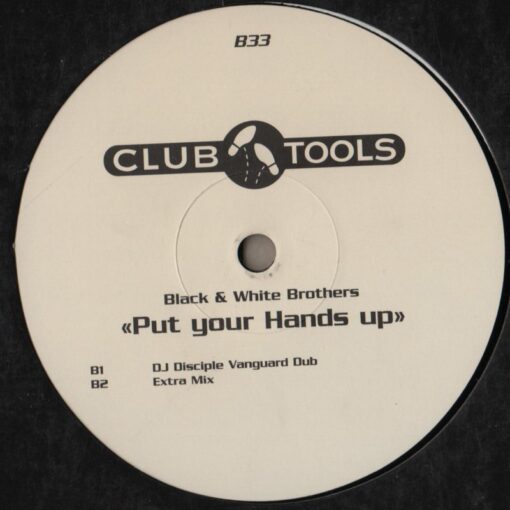 B33
CLUB TOOLS
Black & White Brothers
«Put your Hands up»
B1 DJ Disciple Vanguard Dub
B2 Extra Mix